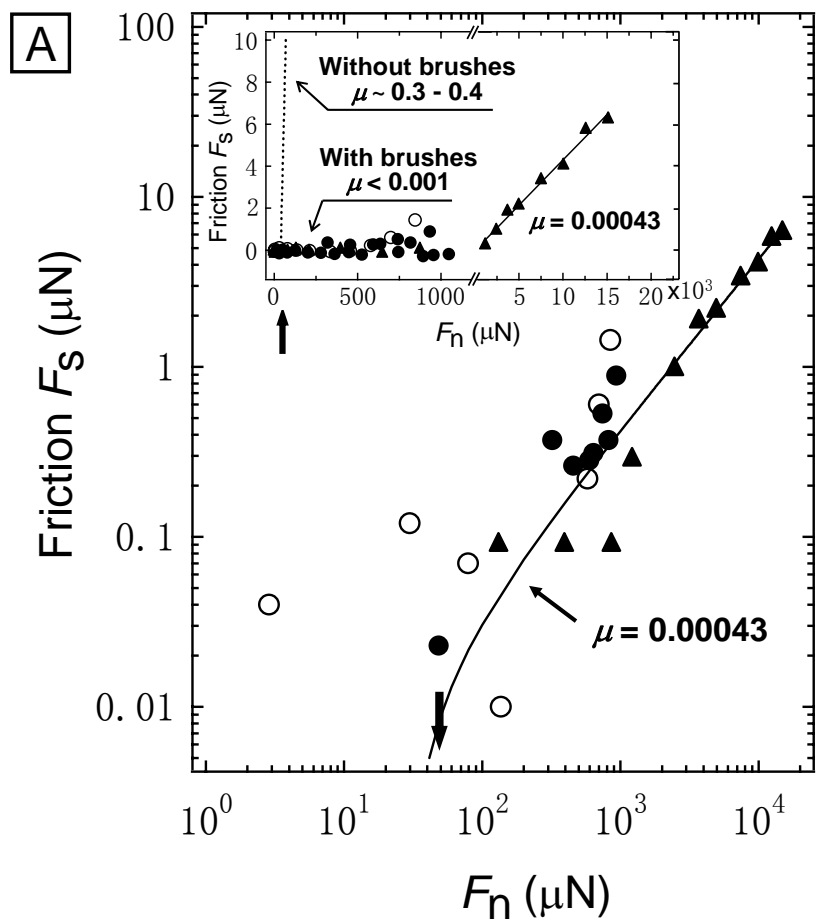 A
Friction Fs (μN)
100
10
1
0.1
0.01
10⁰
10¹
10²
10³
10⁴
Fn (μN)
μ = 0.00043
Friction Fs (μN)
10
8
6
4
2
0
0
500
1000
5
10
15
20
x10³
Fn (μN)
Without brushes
μ ~ 0.3 - 0.4
With brushes
μ < 0.001
μ = 0.00043